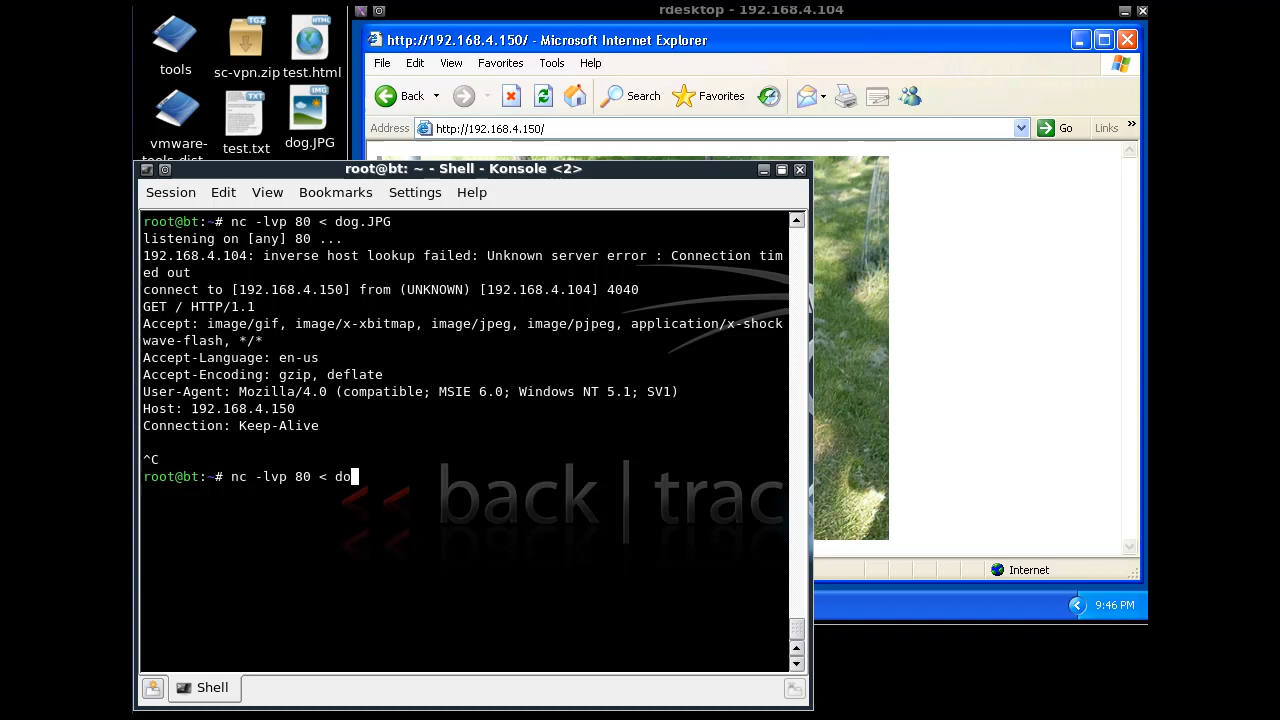 rdesktop - 192.168.4.104
tools
sc-vpn.zip
test.html
TGZ
HTML
TXT
IMG
vmware-
test.txt
dog.JPG
http://192.168.4.150/ - Microsoft Internet Explorer
File Edit View Favorites Tools Help
Back Search Favorites
Address http://192.168.4.150/ Go Links »
root@bt: ~ - Shell - Konsole <2>
Session Edit View Bookmarks Settings Help
root@bt:~# nc -lvp 80 < dog.JPG
listening on [any] 80 ...
192.168.4.104: inverse host lookup failed: Unknown server error : Connection tim
ed out
connect to [192.168.4.150] from (UNKNOWN) [192.168.4.104] 4040
GET / HTTP/1.1
Accept: image/gif, image/x-xbitmap, image/jpeg, image/pjpeg, application/x-shock
wave-flash, */*
Accept-Language: en-us
Accept-Encoding: gzip, deflate
User-Agent: Mozilla/4.0 (compatible; MSIE 6.0; Windows NT 5.1; SV1)
Host: 192.168.4.150
Connection: Keep-Alive
^C
root@bt:~# nc -lvp 80 < do
<< back | trac
Shell
Internet
9:46 PM